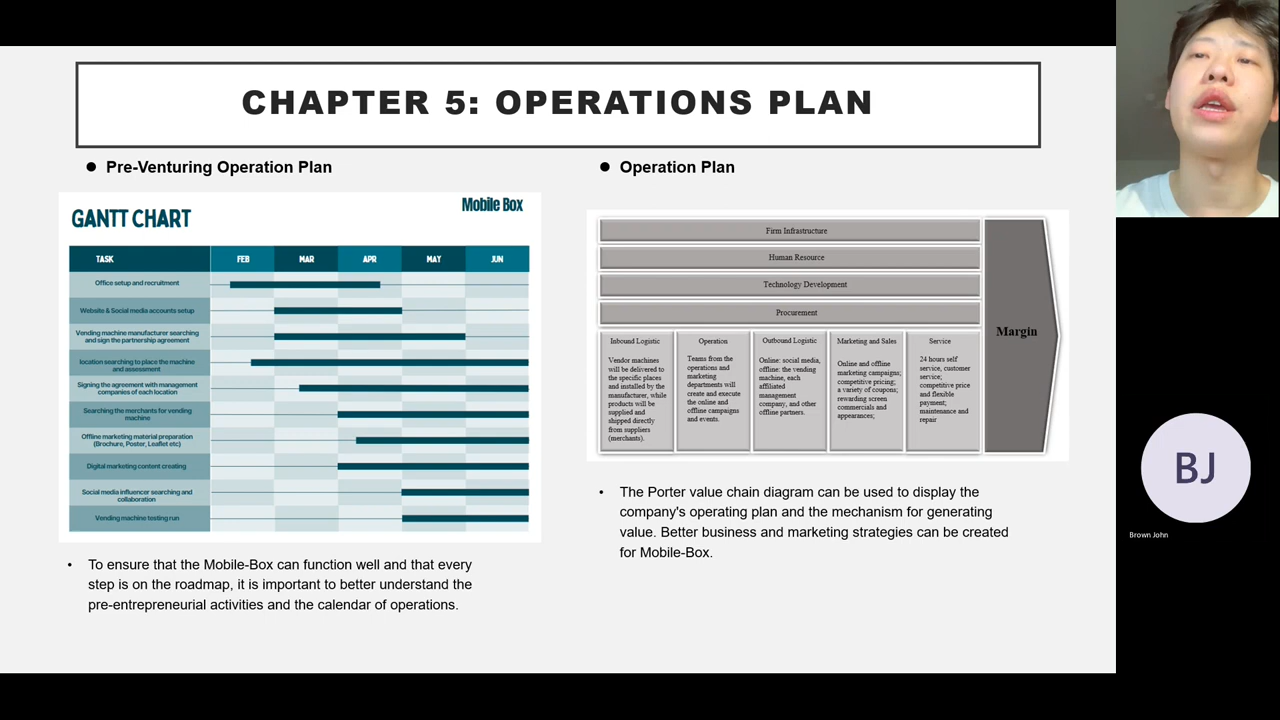 CHAPTER 5: OPERATIONS PLAN
● Pre-Venturing Operation Plan
GANTT CHART
Mobile Box
TASK FEB MAR APR MAY JUN
Office setup and recruitment
Website & Social media accounts setup
Vending machine manufacturer searching
and sign the partnership agreement
location searching to place the machine
and assessment
Signing the agreement with management
companies of each location
Searching the merchants for vending
machine
Offline marketing material preparation
(Brochure, Poster, Leaflet etc)
Digital marketing content creating
Social media influencer searching and
collaboration
Vending machine testing run
• To ensure that the Mobile-Box can function well and that every
step is on the roadmap, it is important to better understand the
pre-entrepreneurial activities and the calendar of operations.
● Operation Plan
Firm Infrastructure
Human Resource
Technology Development
Procurement
Inbound Logistic
Vendor machines
will be delivered to
the specific places
and installed by the
manufacturer, while
products will be
supplied and
shipped directly
from suppliers
(merchants).
Operation
Teams from the
operations and
marketing
departments will
create and execute
the online and
offline campaigns
and events.
Outbound Logistic
Online: social media,
offline: the vending
machine, each
affiliated
management
company, and other
offline partners.
Marketing and Sales
Online and offline
marketing campaigns;
competitive pricing;
a variety of coupons;
rewarding screen
commercials and
appearances;
Service
24 hours self
service, customer
service;
competitive price
and flexible
payment;
maintenance and
repair
Margin
• The Porter value chain diagram can be used to display the
company's operating plan and the mechanism for generating
value. Better business and marketing strategies can be created
for Mobile-Box.
BJ
Brown John